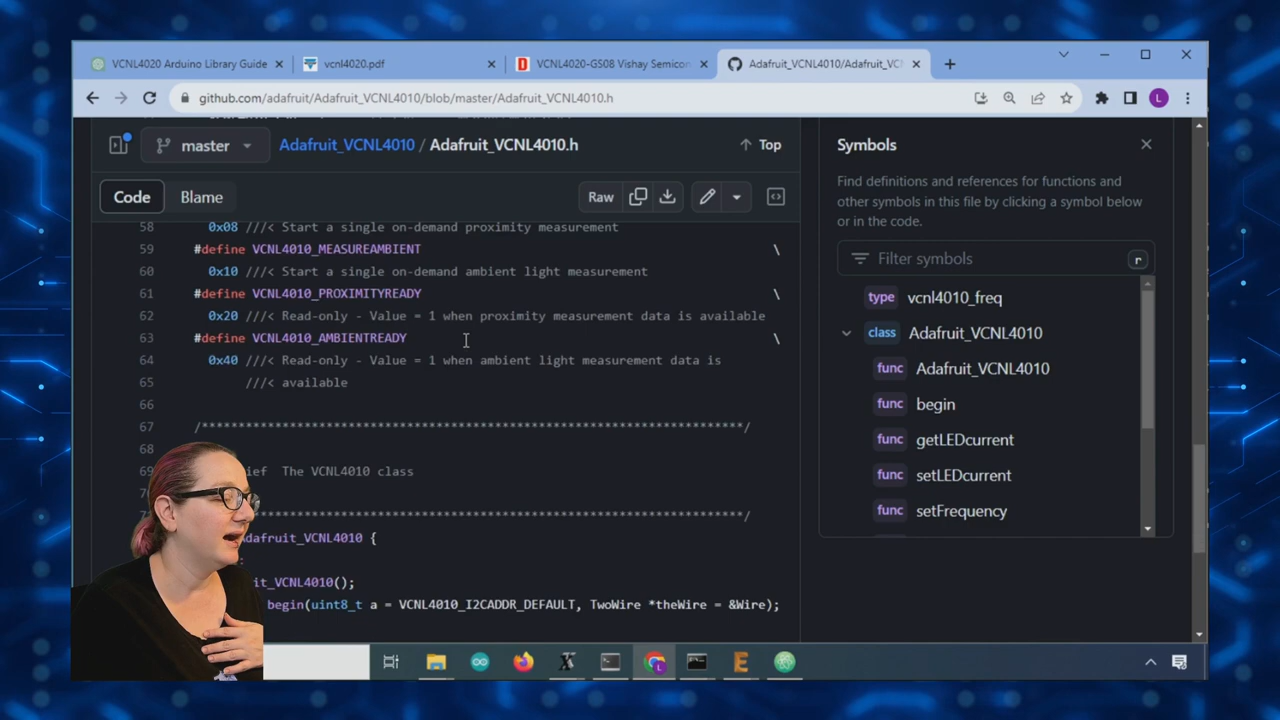 VCNL4020 Arduino Library Guide
vcnl4020.pdf
VCNL4020-GS08 Vishay Semicon
Adafruit_VCNL4010/Adafruit_VC
github.com/adafruit/Adafruit_VCNL4010/blob/master/Adafruit_VCNL4010.h
L
master
Adafruit_VCNL4010 / Adafruit_VCNL4010.h
Top
Code
Blame
Raw
58 0x08 ///< Start a single on-demand proximity measurement
59 #define VCNL4010_MEASUREAMBIENT \
60 0x10 ///< Start a single on-demand ambient light measurement
61 #define VCNL4010_PROXIMITYREADY \
62 0x20 ///< Read-only - Value = 1 when proximity measurement data is available
63 #define VCNL4010_AMBIENTREADY \
64 0x40 ///< Read-only - Value = 1 when ambient light measurement data is
65 ///< available
66
67 /**************************************************************************/
68
69 ief The VCNL4010 class
**************************************************/
dafruit_VCNL4010 {
it_VCNL4010();
begin(uint8_t a = VCNL4010_I2CADDR_DEFAULT, TwoWire *theWire = &Wire);
Symbols
Find definitions and references for functions and
other symbols in this file by clicking a symbol below
or in the code.
Filter symbols
r
type vcnl4010_freq
class Adafruit_VCNL4010
func Adafruit_VCNL4010
func begin
func getLEDcurrent
func setLEDcurrent
func setFrequency